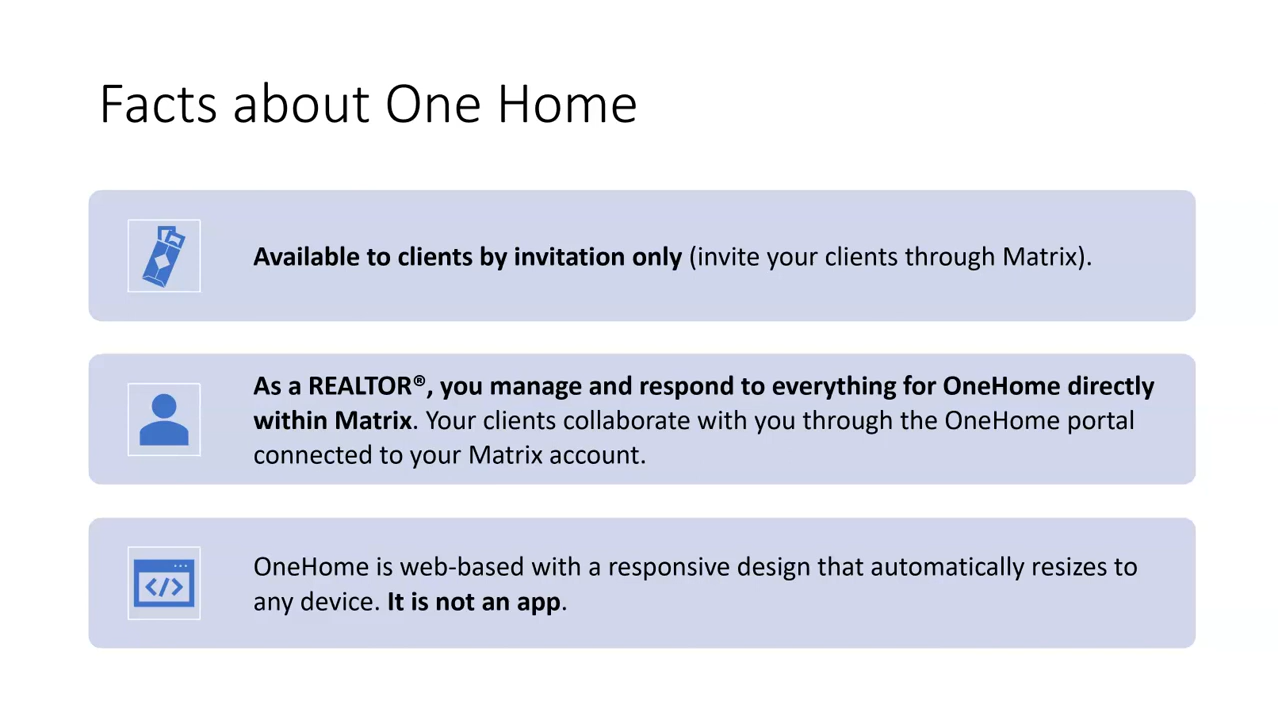 Facts about One Home
Available to clients by invitation only (invite your clients through Matrix).
As a REALTOR®, you manage and respond to everything for OneHome directly
within Matrix. Your clients collaborate with you through the OneHome portal
connected to your Matrix account.
OneHome is web-based with a responsive design that automatically resizes to
any device. It is not an app.